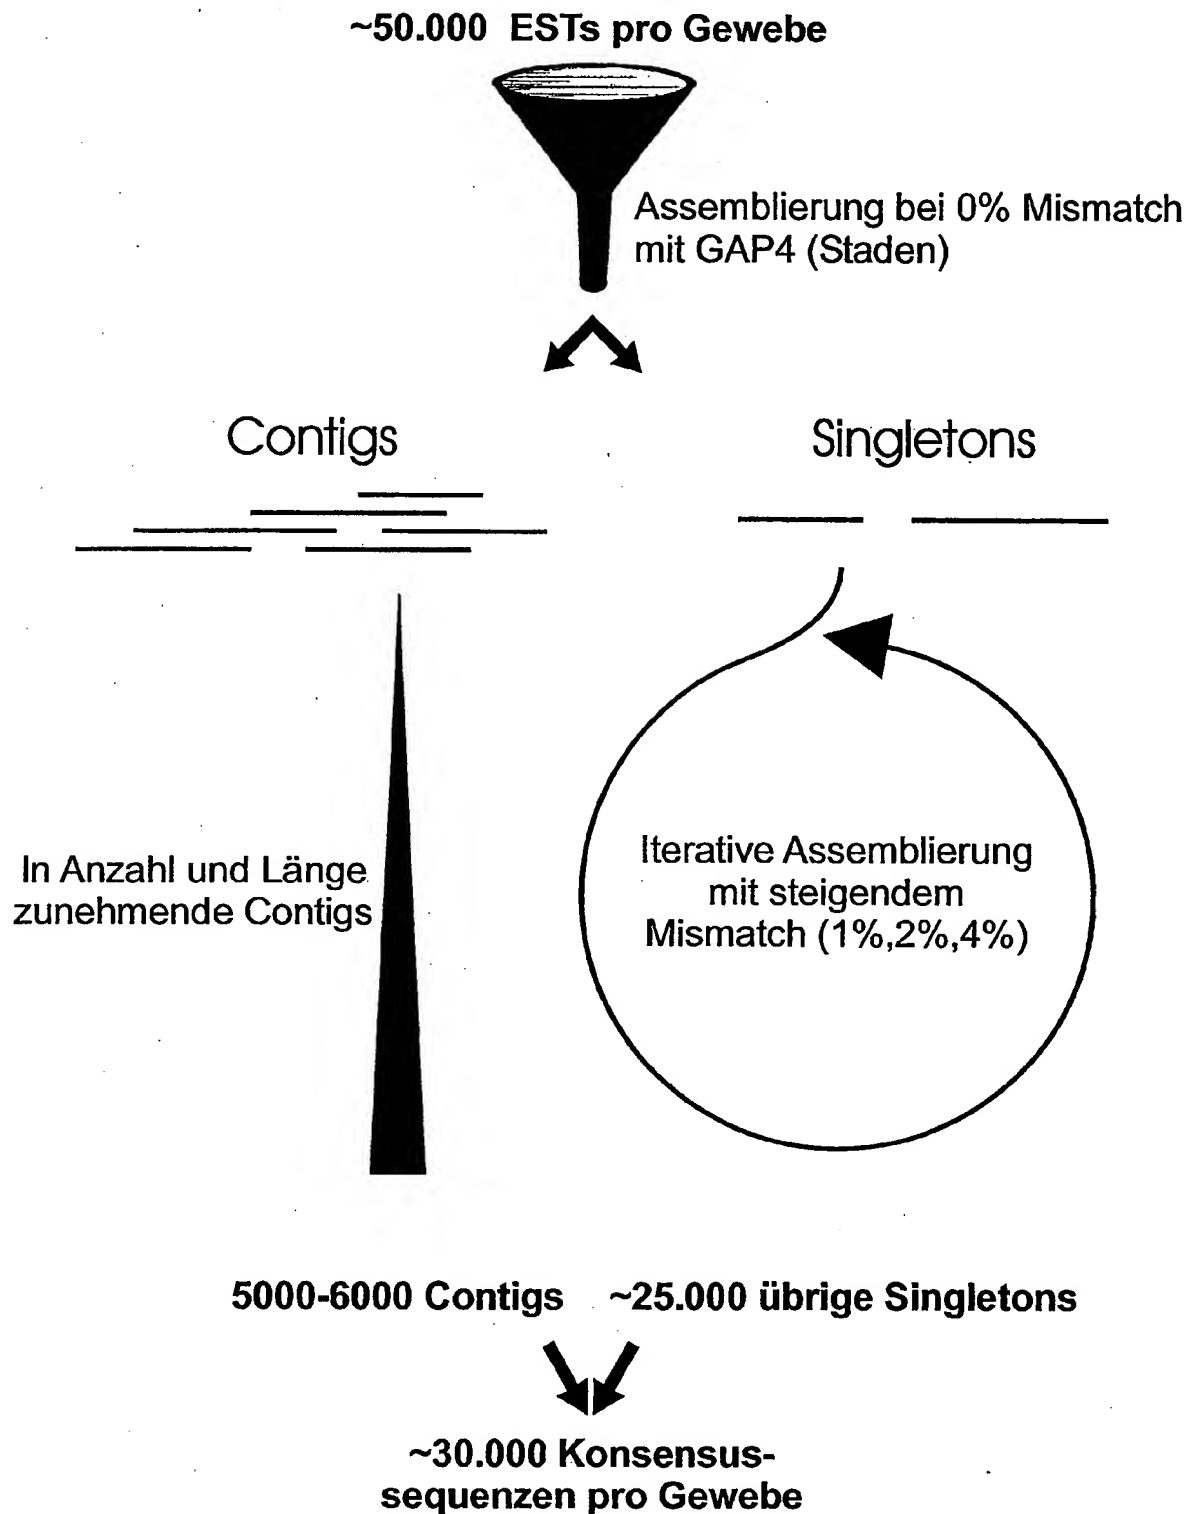 ~50.000 ESTs pro Gewebe
Assemblierung bei 0% Mismatch
mit GAP4 (Staden)
Contigs
Singletons
In Anzahl und Länge
zunehmende Contigs
Iterative Assemblierung
mit steigendem
Mismatch (1%,2%,4%)
5000-6000 Contigs
~25.000 übrige Singletons
~30.000 Konsensus-
sequenzen pro Gewebe